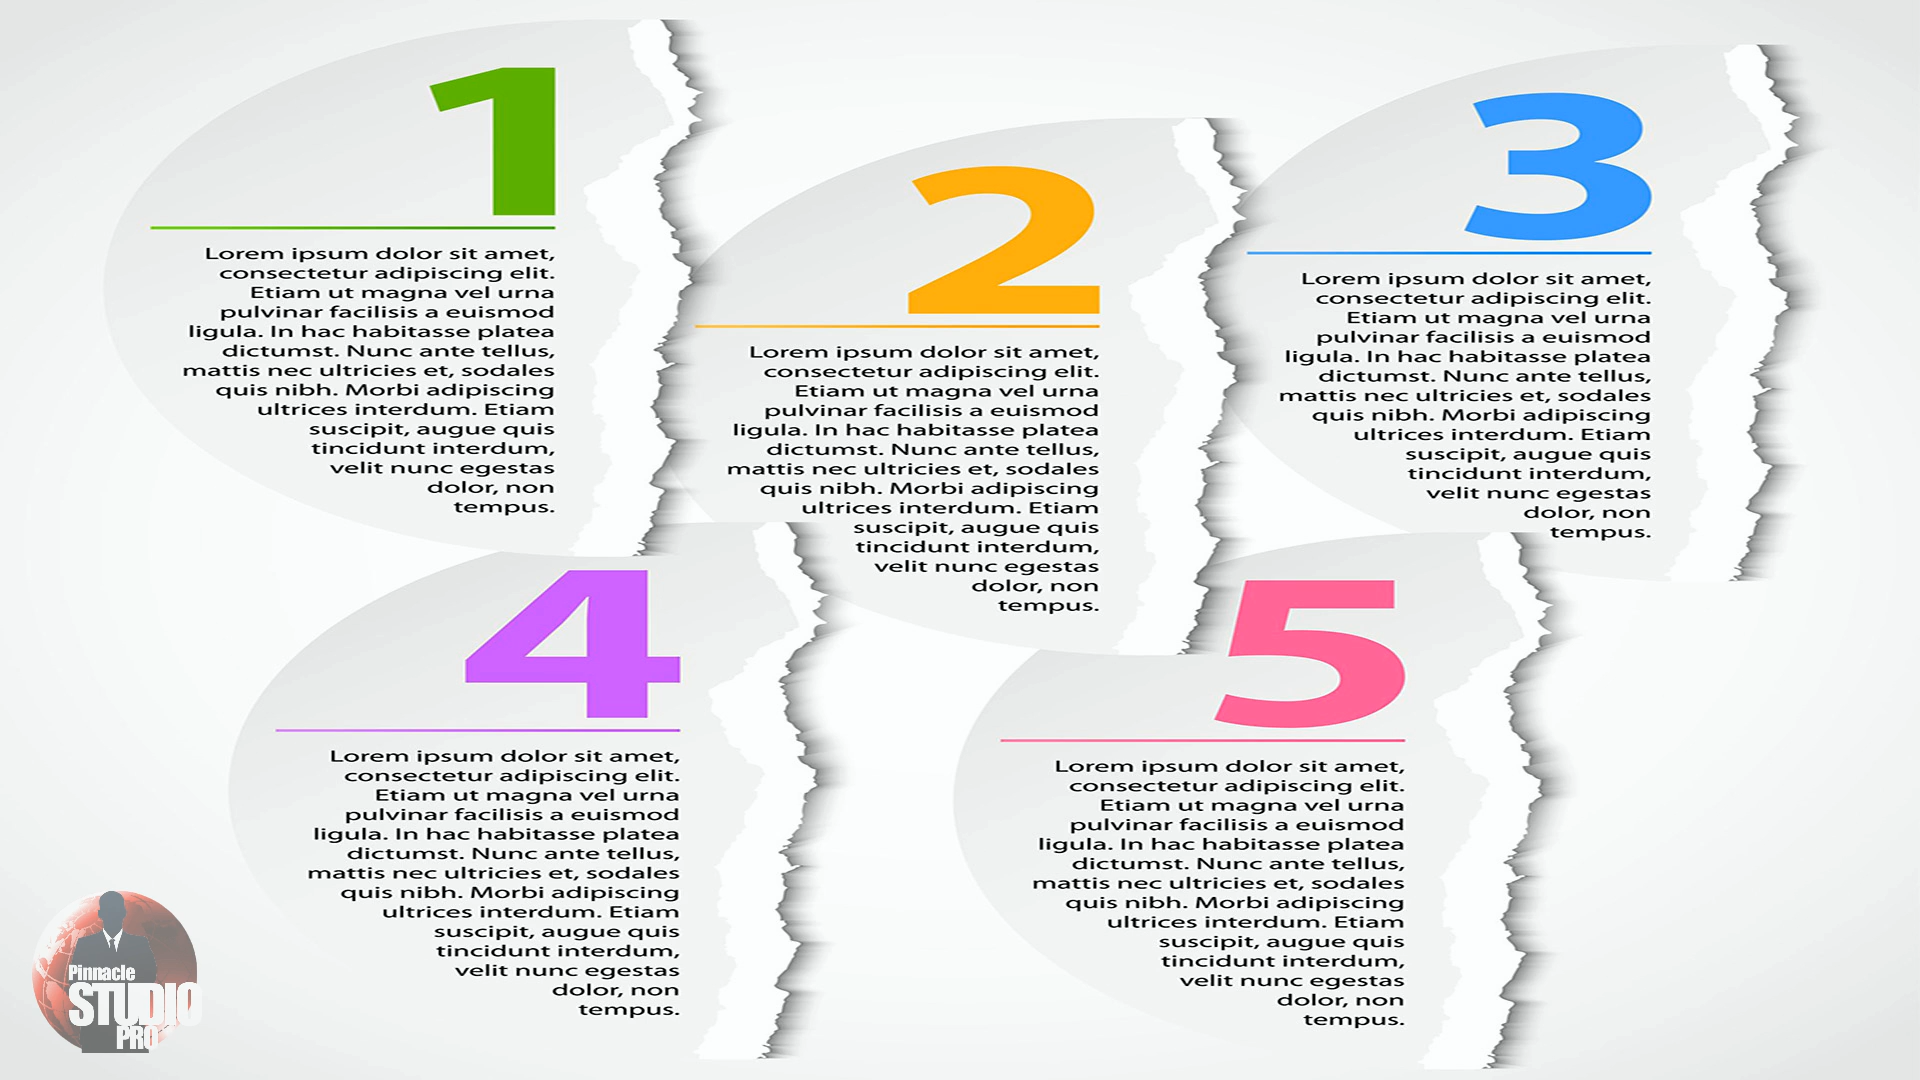 1
Lorem ipsum dolor sit amet,
consectetur adipiscing elit.
Etiam ut magna vel urna
pulvinar facilisis a euismod
ligula. In hac habitasse platea
dictumst. Nunc ante tellus,
mattis nec ultricies et, sodales
quis nibh. Morbi adipiscing
ultrices interdum. Etiam
suscipit, augue quis
tincidunt interdum,
velit nunc egestas
dolor, non
tempus.
2
Lorem ipsum dolor sit amet,
consectetur adipiscing elit.
Etiam ut magna vel urna
pulvinar facilisis a euismod
ligula. In hac habitasse platea
dictumst. Nunc ante tellus,
mattis nec ultricies et, sodales
quis nibh. Morbi adipiscing
ultrices interdum. Etiam
suscipit, augue quis
tincidunt interdum,
velit nunc egestas
dolor, non
tempus.
3
Lorem ipsum dolor sit amet,
consectetur adipiscing elit.
Etiam ut magna vel urna
pulvinar facilisis a euismod
ligula. In hac habitasse platea
dictumst. Nunc ante tellus,
mattis nec ultricies et, sodales
quis nibh. Morbi adipiscing
ultrices interdum. Etiam
suscipit, augue quis
tincidunt interdum,
velit nunc egestas
dolor, non
tempus.
4
Lorem ipsum dolor sit amet,
consectetur adipiscing elit.
Etiam ut magna vel urna
pulvinar facilisis a euismod
ligula. In hac habitasse platea
dictumst. Nunc ante tellus,
mattis nec ultricies et, sodales
quis nibh. Morbi adipiscing
ultrices interdum. Etiam
suscipit, augue quis
tincidunt interdum,
velit nunc egestas
dolor, non
tempus.
5
Lorem ipsum dolor sit amet,
consectetur adipiscing elit.
Etiam ut magna vel urna
pulvinar facilisis a euismod
ligula. In hac habitasse platea
dictumst. Nunc ante tellus,
mattis nec ultricies et, sodales
quis nibh. Morbi adipiscing
ultrices interdum. Etiam
suscipit, augue quis
tincidunt interdum,
velit nunc egestas
dolor, non
tempus.
Pinnacle
STUDIO
PRO